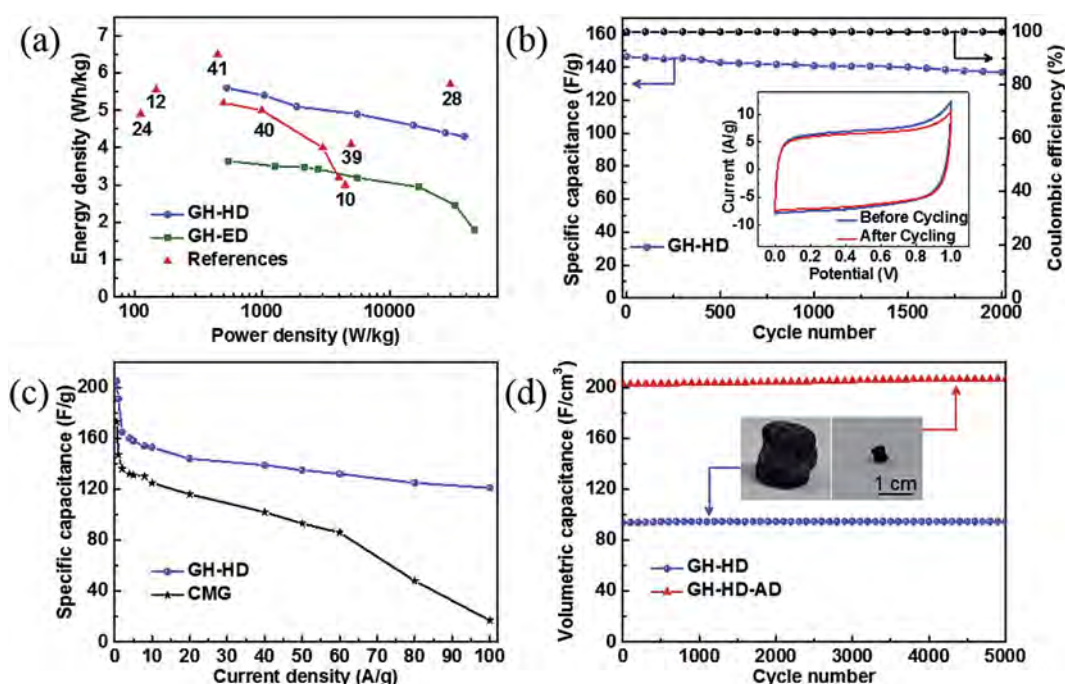 (a)
Energy density (Wh/kg)
7
6
5
4
3
2
1
0
41
12
24
40
28
39
10
GH-HD
GH-ED
References
100
1000
10000
Power density (W/kg)
(b)
Specific capacitance (F/g)
160
140
120
100
80
60
40
20
0
100
80
60
40
20
0
Coulombic efficiency (%)
Current (A/g)
10
5
0
-5
-10
Before Cycling
After Cycling
0.0 0.2 0.4 0.6 0.8 1.0
Potential (V)
GH-HD
0 500 1000 1500 2000
Cycle number
(c)
Specific capacitance (F/g)
200
160
120
80
40
0
GH-HD
CMG
0 10 20 30 40 50 60 70 80 90 100
Current density (A/g)
(d)
Volumetric capacitance (F/cm³)
200
160
120
80
40
0
1 cm
GH-HD
GH-HD-AD
0 1000 2000 3000 4000 5000
Cycle number